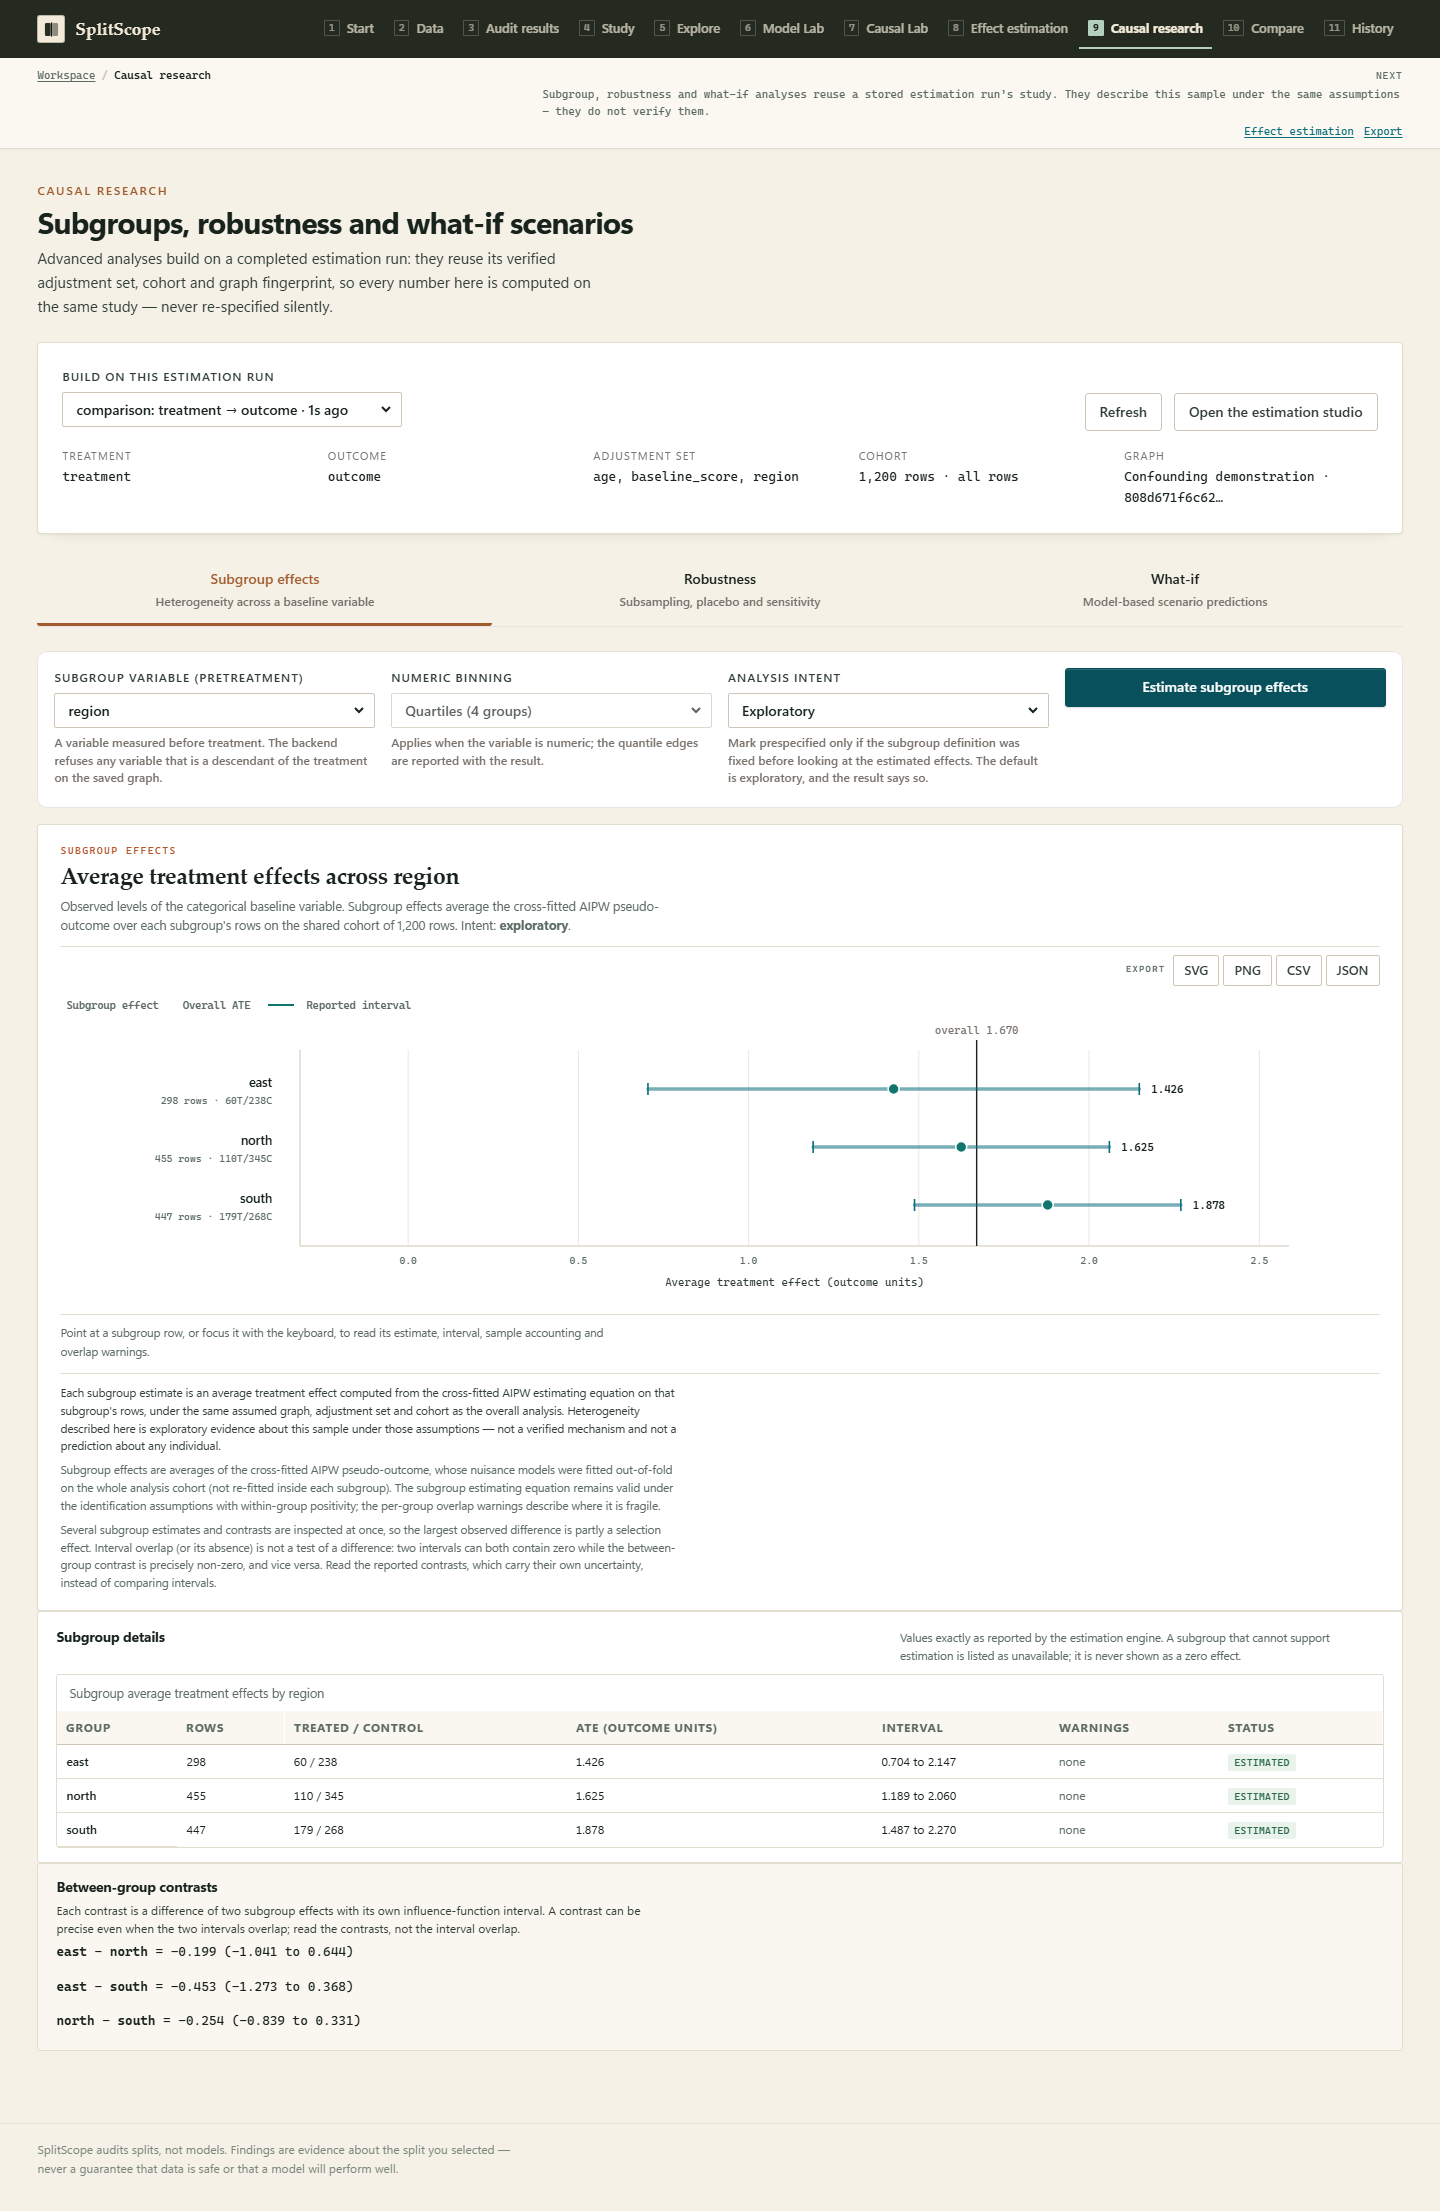 SplitScope
1 Start 2 Data 3 Audit results 4 Study 5 Explore 6 Model Lab 7 Causal Lab 8 Effect estimation 9 Causal research 10 Compare 11 History
Workspace / Causal research
NEXT
Subgroup, robustness and what-if analyses reuse a stored estimation run's study. They describe this sample under the same assumptions
— they do not verify them.
Effect estimation Export
CAUSAL RESEARCH
Subgroups, robustness and what-if scenarios
Advanced analyses build on a completed estimation run: they reuse its verified
adjustment set, cohort and graph fingerprint, so every number here is computed on
the same study — never re-specified silently.
BUILD ON THIS ESTIMATION RUN
comparison: treatment → outcome · 1s ago
Refresh Open the estimation studio
TREATMENT OUTCOME ADJUSTMENT SET COHORT GRAPH
treatment outcome age, baseline_score, region 1,200 rows · all rows Confounding demonstration ·
808d671f6c62…
Subgroup effects Robustness What-if
Heterogeneity across a baseline variable Subsampling, placebo and sensitivity Model-based scenario predictions
SUBGROUP VARIABLE (PRETREATMENT) NUMERIC BINNING ANALYSIS INTENT
region Quartiles (4 groups) Exploratory Estimate subgroup effects
A variable measured before treatment. The backend Applies when the variable is numeric; the quantile edges Mark prespecified only if the subgroup definition was
refuses any variable that is a descendant of the treatment are reported with the result. fixed before looking at the estimated effects. The default
on the saved graph. is exploratory, and the result says so.
SUBGROUP EFFECTS
Average treatment effects across region
Observed levels of the categorical baseline variable. Subgroup effects average the cross-fitted AIPW pseudo-
outcome over each subgroup's rows on the shared cohort of 1,200 rows. Intent: exploratory.
EXPORT SVG PNG CSV JSON
Subgroup effect Overall ATE Reported interval
overall 1.670
east
298 rows · 60T/238C
1.426
north
455 rows · 110T/345C
1.625
south
447 rows · 179T/268C
1.878
0.0 0.5 1.0 1.5 2.0 2.5
Average treatment effect (outcome units)
Point at a subgroup row, or focus it with the keyboard, to read its estimate, interval, sample accounting and
overlap warnings.
Each subgroup estimate is an average treatment effect computed from the cross-fitted AIPW estimating equation on that
subgroup's rows, under the same assumed graph, adjustment set and cohort as the overall analysis. Heterogeneity
described here is exploratory evidence about this sample under those assumptions — not a verified mechanism and not a
prediction about any individual.
Subgroup effects are averages of the cross-fitted AIPW pseudo-outcome, whose nuisance models were fitted out-of-fold
on the whole analysis cohort (not re-fitted inside each subgroup). The subgroup estimating equation remains valid under
the identification assumptions with within-group positivity; the per-group overlap warnings describe where it is fragile.
Several subgroup estimates and contrasts are inspected at once, so the largest observed difference is partly a selection
effect. Interval overlap (or its absence) is not a test of a difference: two intervals can both contain zero while the between-
group contrast is precisely non-zero, and vice versa. Read the reported contrasts, which carry their own uncertainty,
instead of comparing intervals.
Subgroup details
Values exactly as reported by the estimation engine. A subgroup that cannot support
estimation is listed as unavailable; it is never shown as a zero effect.
Subgroup average treatment effects by region
GROUP ROWS TREATED / CONTROL ATE (OUTCOME UNITS) INTERVAL WARNINGS STATUS
east 298 60 / 238 1.426 0.704 to 2.147 none ESTIMATED
north 455 110 / 345 1.625 1.189 to 2.060 none ESTIMATED
south 447 179 / 268 1.878 1.487 to 2.270 none ESTIMATED
Between-group contrasts
Each contrast is a difference of two subgroup effects with its own influence-function interval. A contrast can be
precise even when the two intervals overlap; read the contrasts, not the interval overlap.
east − north = −0.199 (−1.041 to 0.644)
east − south = −0.453 (−1.273 to 0.368)
north − south = −0.254 (−0.839 to 0.331)
SplitScope audits splits, not models. Findings are evidence about the split you selected —
never a guarantee that data is safe or that a model will perform well.